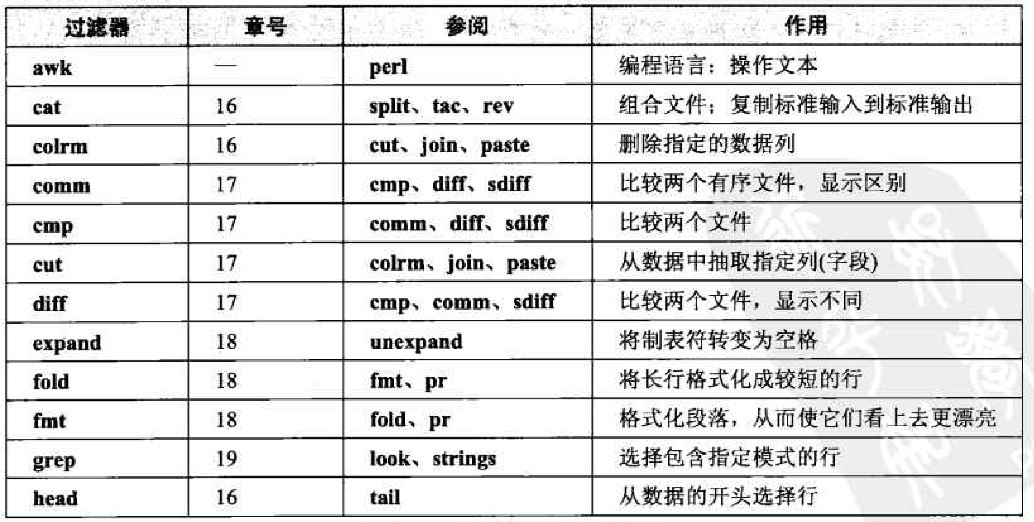 过滤器 章号 参阅 作用
awk — perl 编程语言：操作文本
cat 16 split、tac、rev 组合文件；复制标准输入到标准输出
colrm 16 cut、join、paste 删除指定的数据列
comm 17 cmp、diff、sdiff 比较两个有序文件，显示区别
cmp 17 comm、diff、sdiff 比较两个文件
cut 17 colrm、join、paste 从数据中抽取指定列(字段)
diff 17 cmp、comm、sdiff 比较两个文件，显示不同
expand 18 unexpand 将制表符转变为空格
fold 18 fmt、pr 将长行格式化成较短的行
fmt 18 fold、pr 格式化段落，从而使它们看上去更漂亮
grep 19 look、strings 选择包含指定模式的行
head 16 tail 从数据的开头选择行